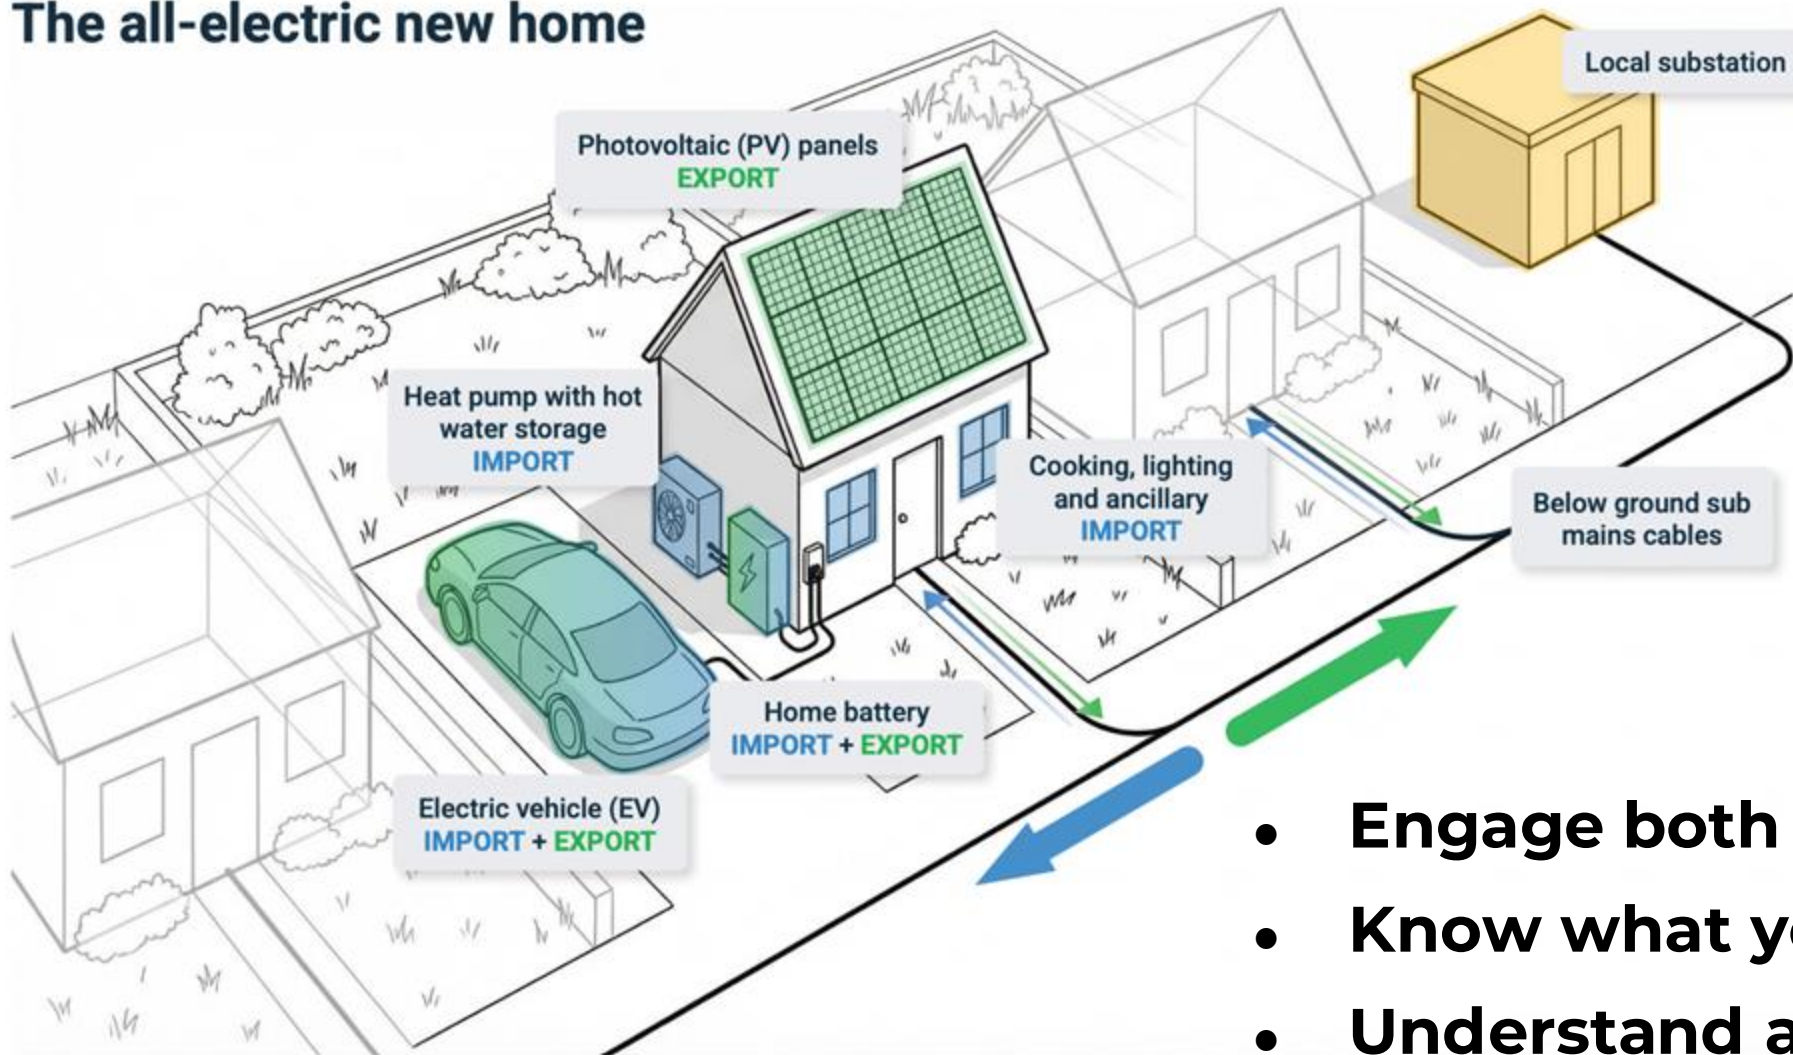 The all-electric new home
Local substation
Photovoltaic (PV) panels
EXPORT
Heat pump with hot
water storage
IMPORT
Cooking, lighting
and ancillary
IMPORT
Below ground sub
mains cables
Home battery
IMPORT + EXPORT
Electric vehicle (EV)
IMPORT + EXPORT
• Engage both
• Know what
• Understand